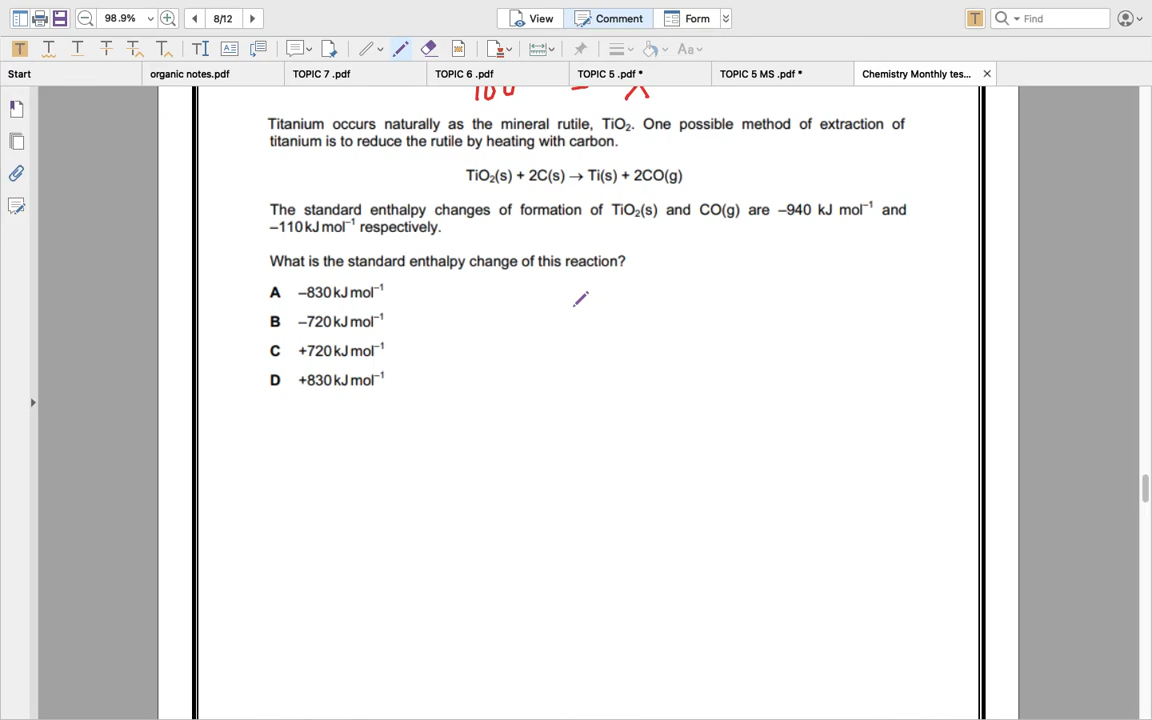 98.9%
8/12
View
Comment
Form
Find
Start
organic notes.pdf
TOPIC 7 .pdf
TOPIC 6 .pdf
TOPIC 5 .pdf *
TOPIC 5 MS .pdf *
Chemistry Monthly tes...
100 = x
Titanium occurs naturally as the mineral rutile, TiO₂. One possible method of extraction of
titanium is to reduce the rutile by heating with carbon.
TiO₂(s) + 2C(s) → Ti(s) + 2CO(g)
The standard enthalpy changes of formation of TiO₂(s) and CO(g) are –940 kJ mol⁻¹ and
–110 kJ mol⁻¹ respectively.
What is the standard enthalpy change of this reaction?
A –830 kJ mol⁻¹
B –720 kJ mol⁻¹
C +720 kJ mol⁻¹
D +830 kJ mol⁻¹